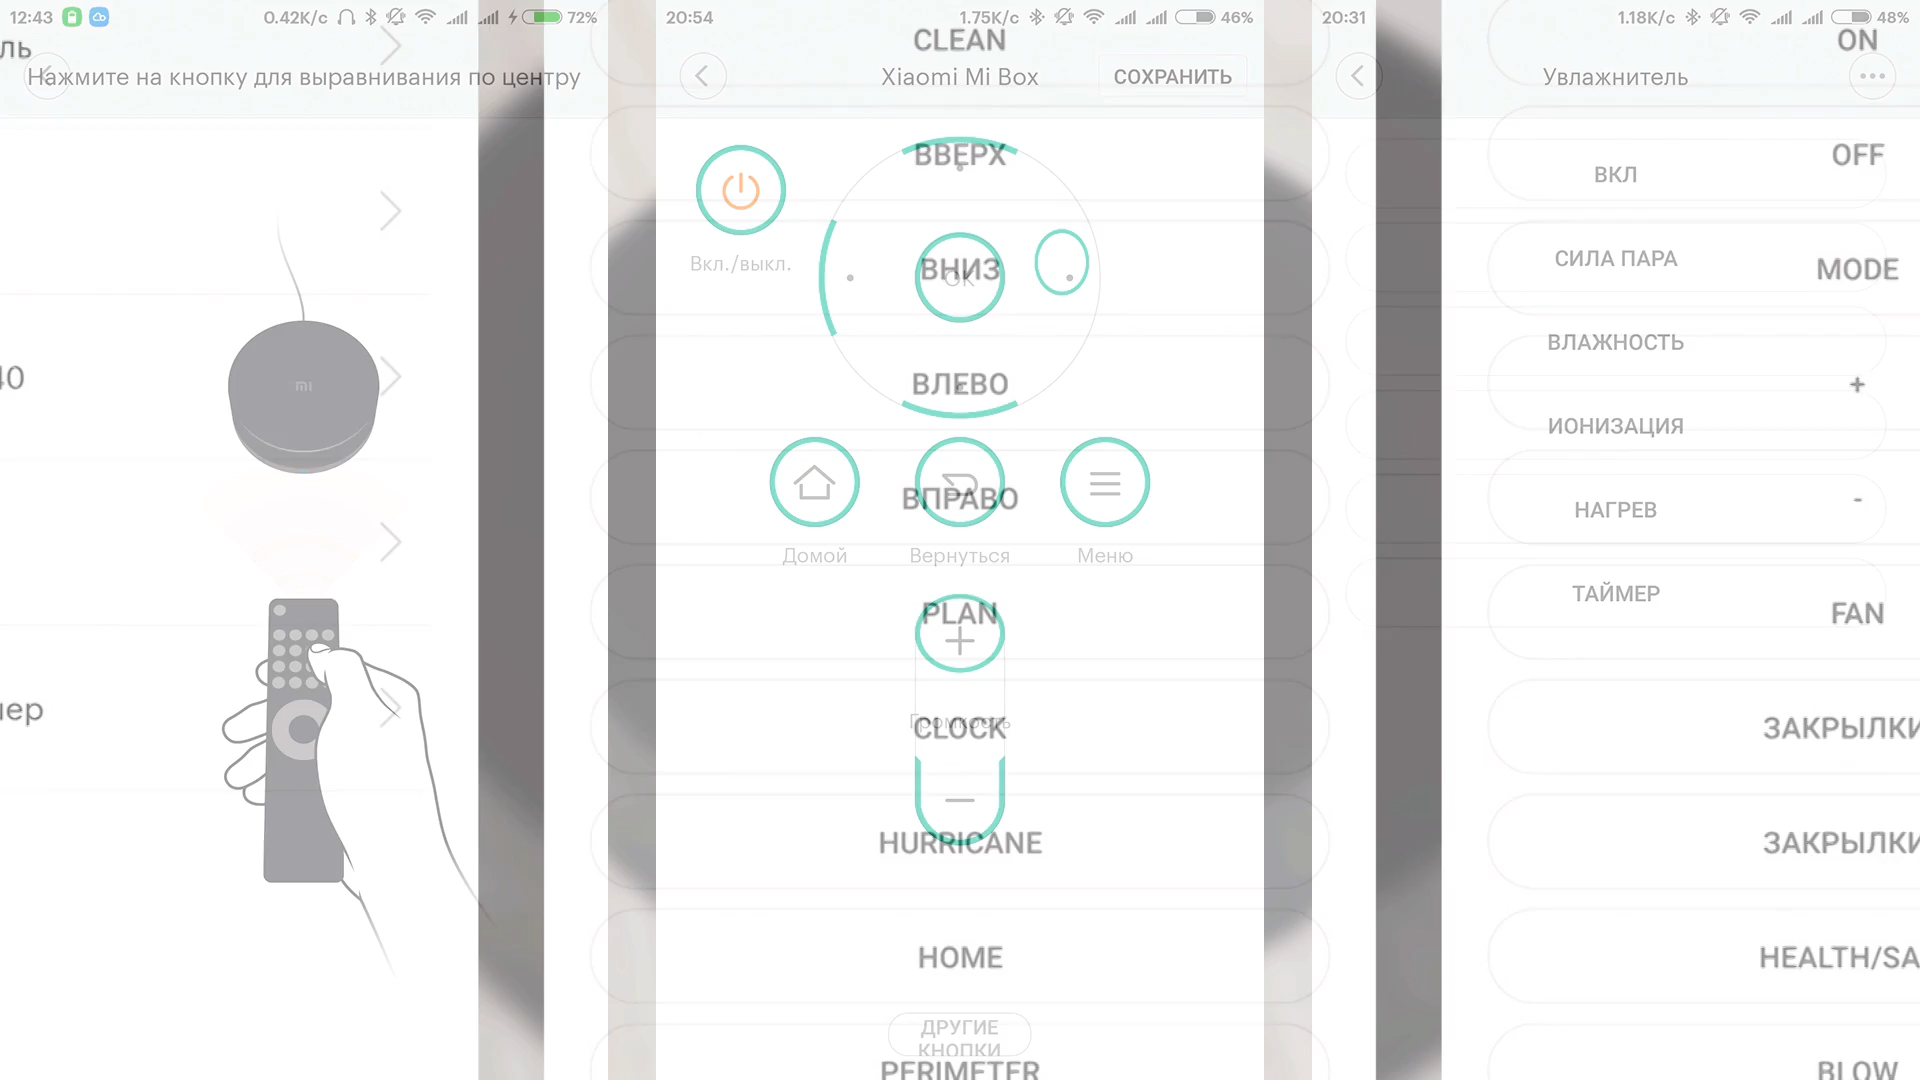 12:43
0.42K/c
72%
ль
Нажмите на кнопку для выравнивания по центру
mi
20:54
1.75K/c
46%
CLEAN
Xiaomi Mi Box
СОХРАНИТЬ
ВВЕРХ
Вкл./выкл.
ВНИЗ
OK
ВЛЕВО
ВПРАВО
Домой
Вернуться
Меню
PLAN
+
Громкость
CLOCK
—
HURRICANE
HOME
ДРУГИЕ
КНОПКИ
PERIMETER
20:31
1.18K/c
48%
ON
Увлажнитель
OFF
ВКЛ
СИЛА ПАРА
MODE
ВЛАЖНОСТЬ
+
ИОНИЗАЦИЯ
НАГРЕВ
-
ТАЙМЕР
FAN
ЗАКРЫЛКИ
ЗАКРЫЛКИ
HEALTH/SA
BLOW